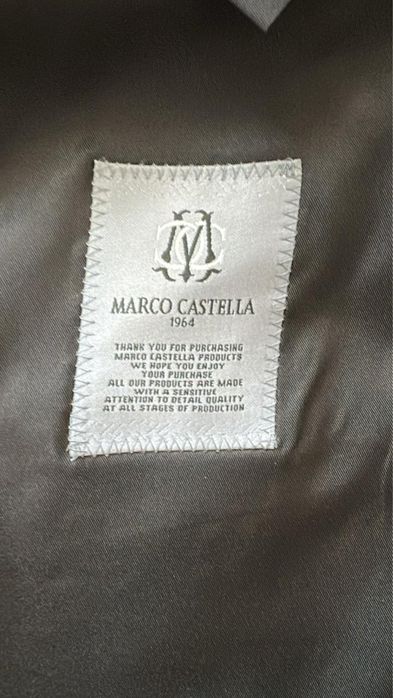 MC
MARCO CASTELLA
1964
THANK YOU FOR PURCHASING
MARCO CASTELLA PRODUCTS
WE HOPE YOU ENJOY
YOUR PURCHASE
ALL OUR PRODUCTS ARE MADE
WITH A SENSITIVE
ATTENTION TO DETAIL QUALITY
AT ALL STAGES OF PRODUCTION